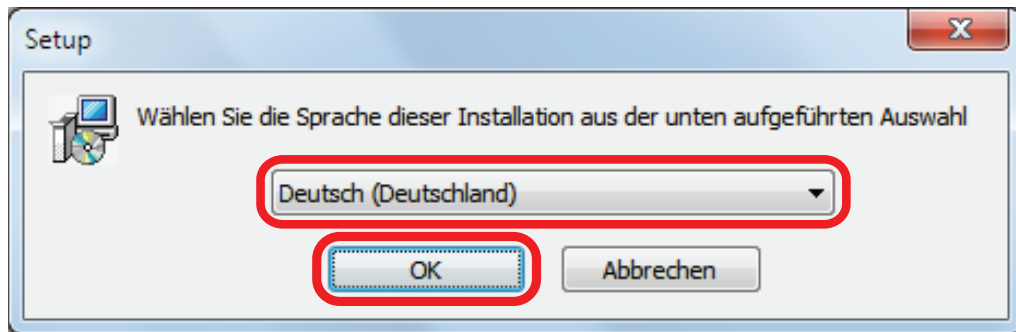 Setup
Wählen Sie die Sprache dieser Installation aus der unten aufgeführten Auswahl
Deutsch (Deutschland)
OK Abbrechen